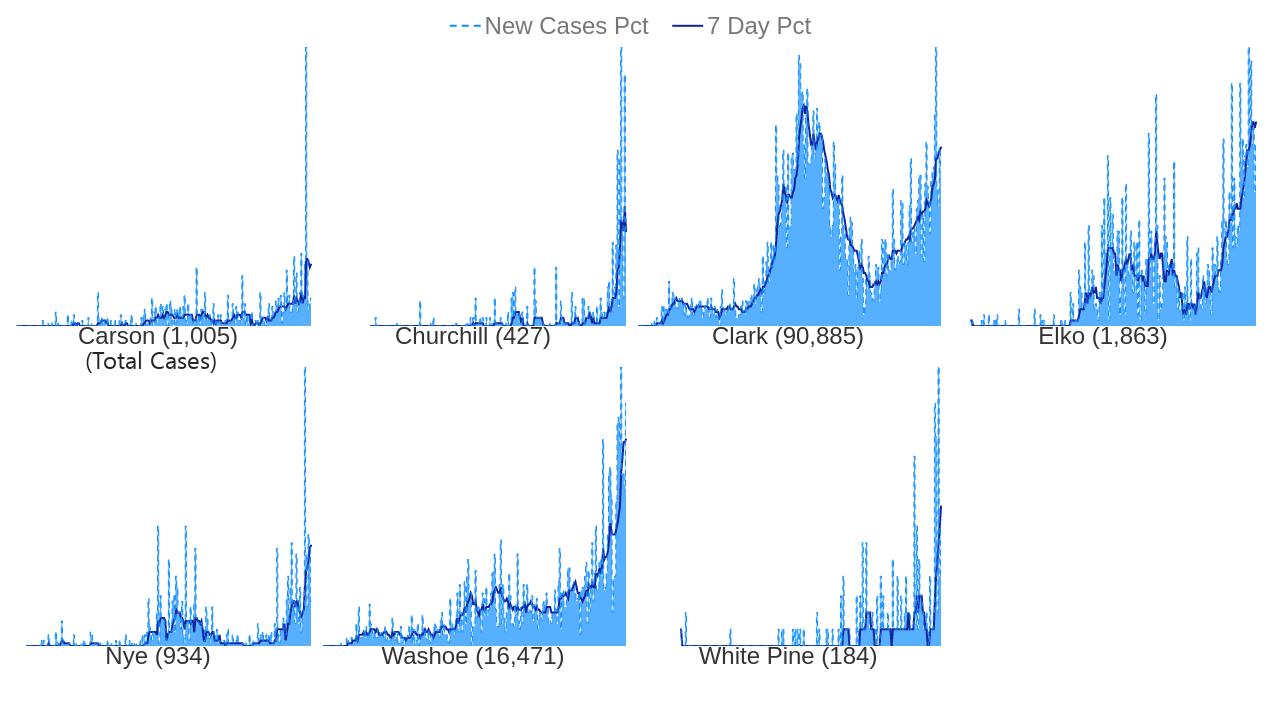 New Cases Pct 7 Day Pct
Carson (1,005) Churchill (427) Clark (90,885) Elko (1,863)
(Total Cases)
Nye (934) Washoe (16,471) White Pine (184)